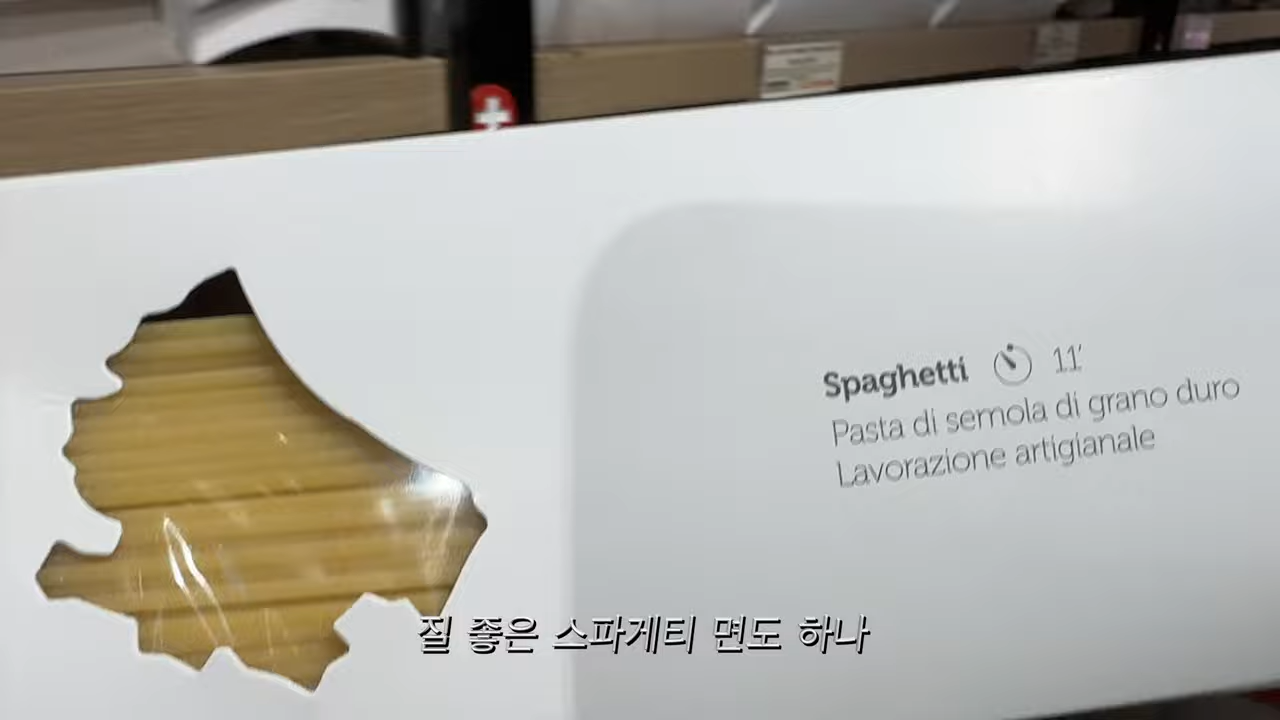 Spaghetti 11'
Pasta di semola di grano duro
Lavorazione artigianale
질 좋은 스파게티 면도 하나